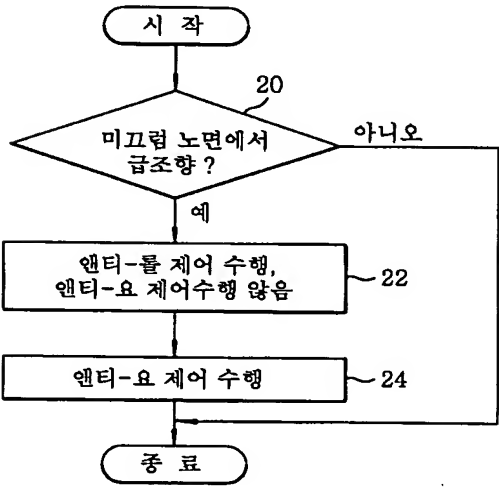 시 작
20
미끄럼 노면에서
급조향 ?
아니오
예
앤티-롤 제어 수행,
앤티-요 제어수행 않음
22
앤티-요 제어 수행
24
종 료